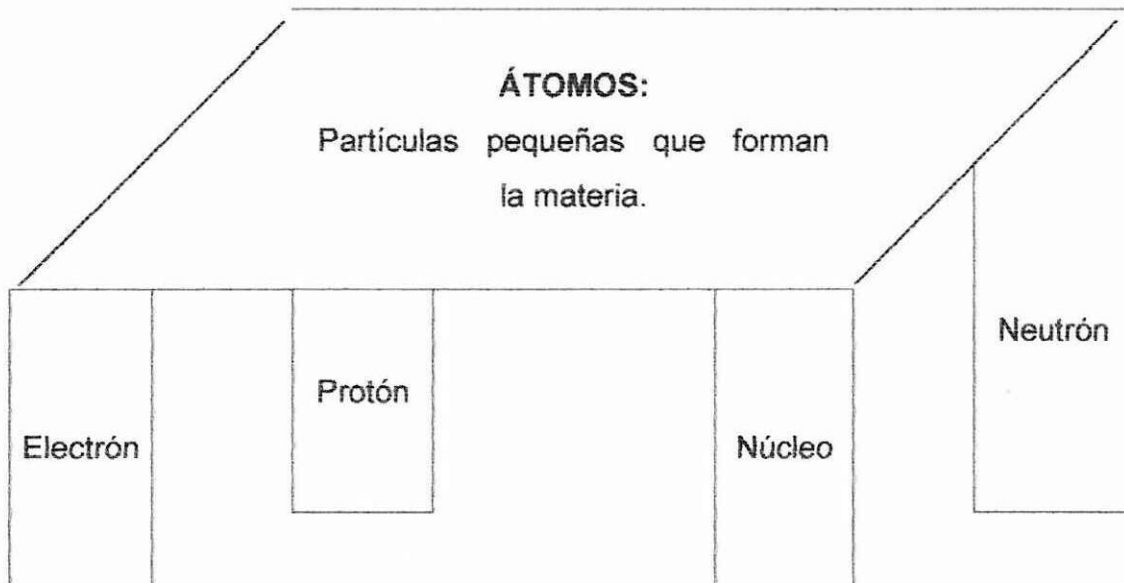 ÁTOMOS:
Partículas pequeñas que forman
la materia.
Neutrón
Protón
Electrón
Núcleo